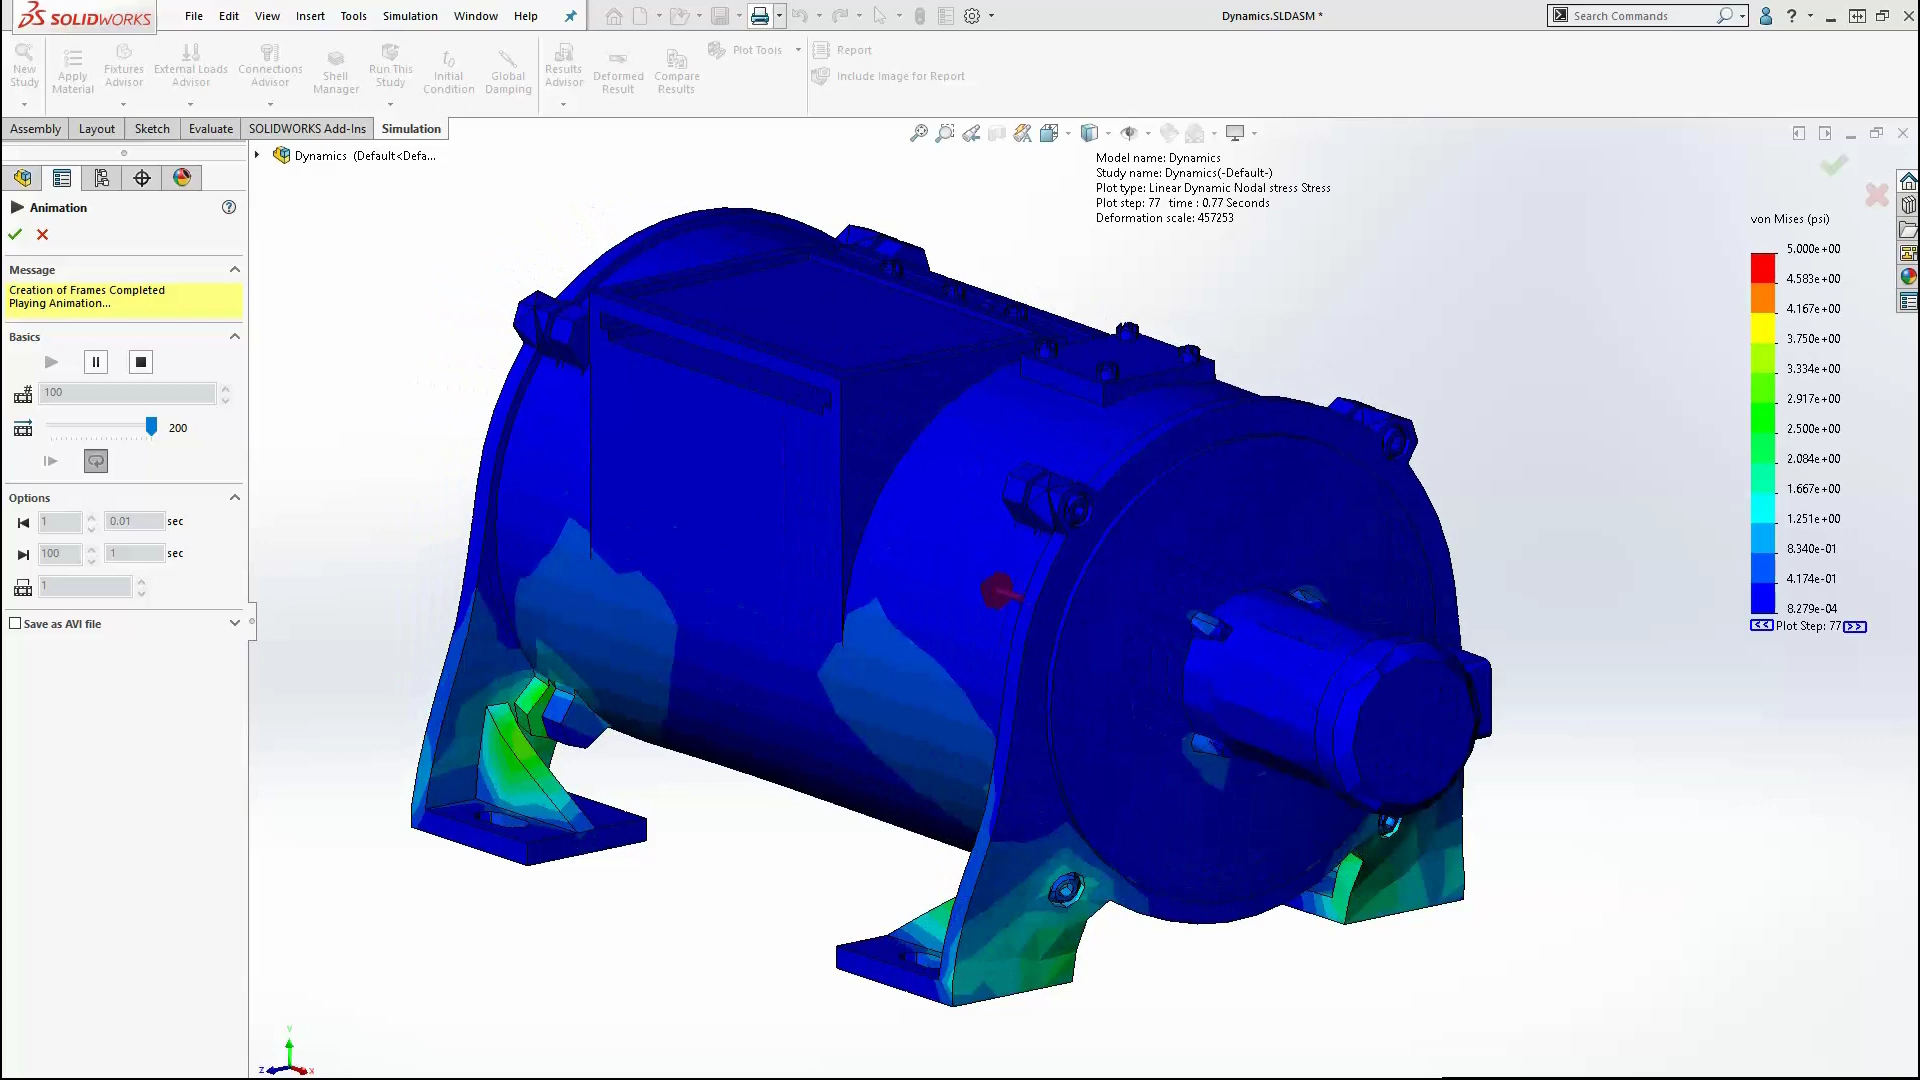 SOLIDWORKS
File Edit View Insert Tools Simulation Window Help
Dynamics.SLDASM *
Search Commands
New Study
Apply Material
Fixtures Advisor
External Loads Advisor
Connections Advisor
Shell Manager
Run This Study
Initial Condition
Global Damping
Results Advisor
Deformed Result
Compare Results
Plot Tools
Report
Include Image for Report
Assembly Layout Sketch Evaluate SOLIDWORKS Add-Ins Simulation
Dynamics (Default<Defa...
Model name: Dynamics
Study name: Dynamics(-Default-)
Plot type: Linear Dynamic Nodal stress Stress
Plot step: 77 time : 0.77 Seconds
Deformation scale: 457253
Animation
Message
Creation of Frames Completed
Playing Animation...
Basics
100
200
Options
1 0.01 sec
100 1 sec
1
Save as AVI file
von Mises (psi)
5.000e+00
4.583e+00
4.167e+00
3.750e+00
3.334e+00
2.917e+00
2.500e+00
2.084e+00
1.667e+00
1.251e+00
8.340e-01
4.174e-01
8.279e-04
<< Plot Step: 77 >>
Y
Z X